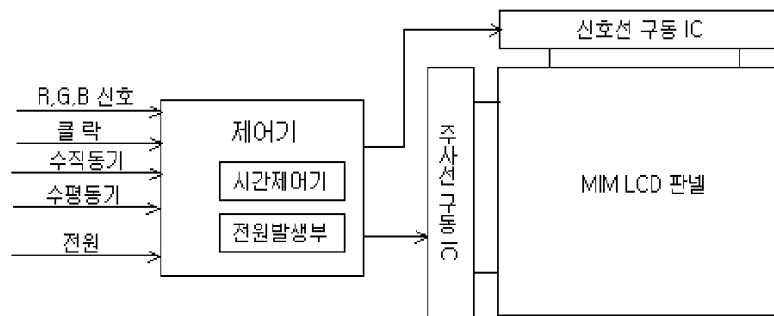 신호선 구동 IC
R,G,B 신호
클 락
수직동기
수평동기
전원
제어기
시간제어기
전원발생부
주사선 구동 IC
MIM LCD 판넬